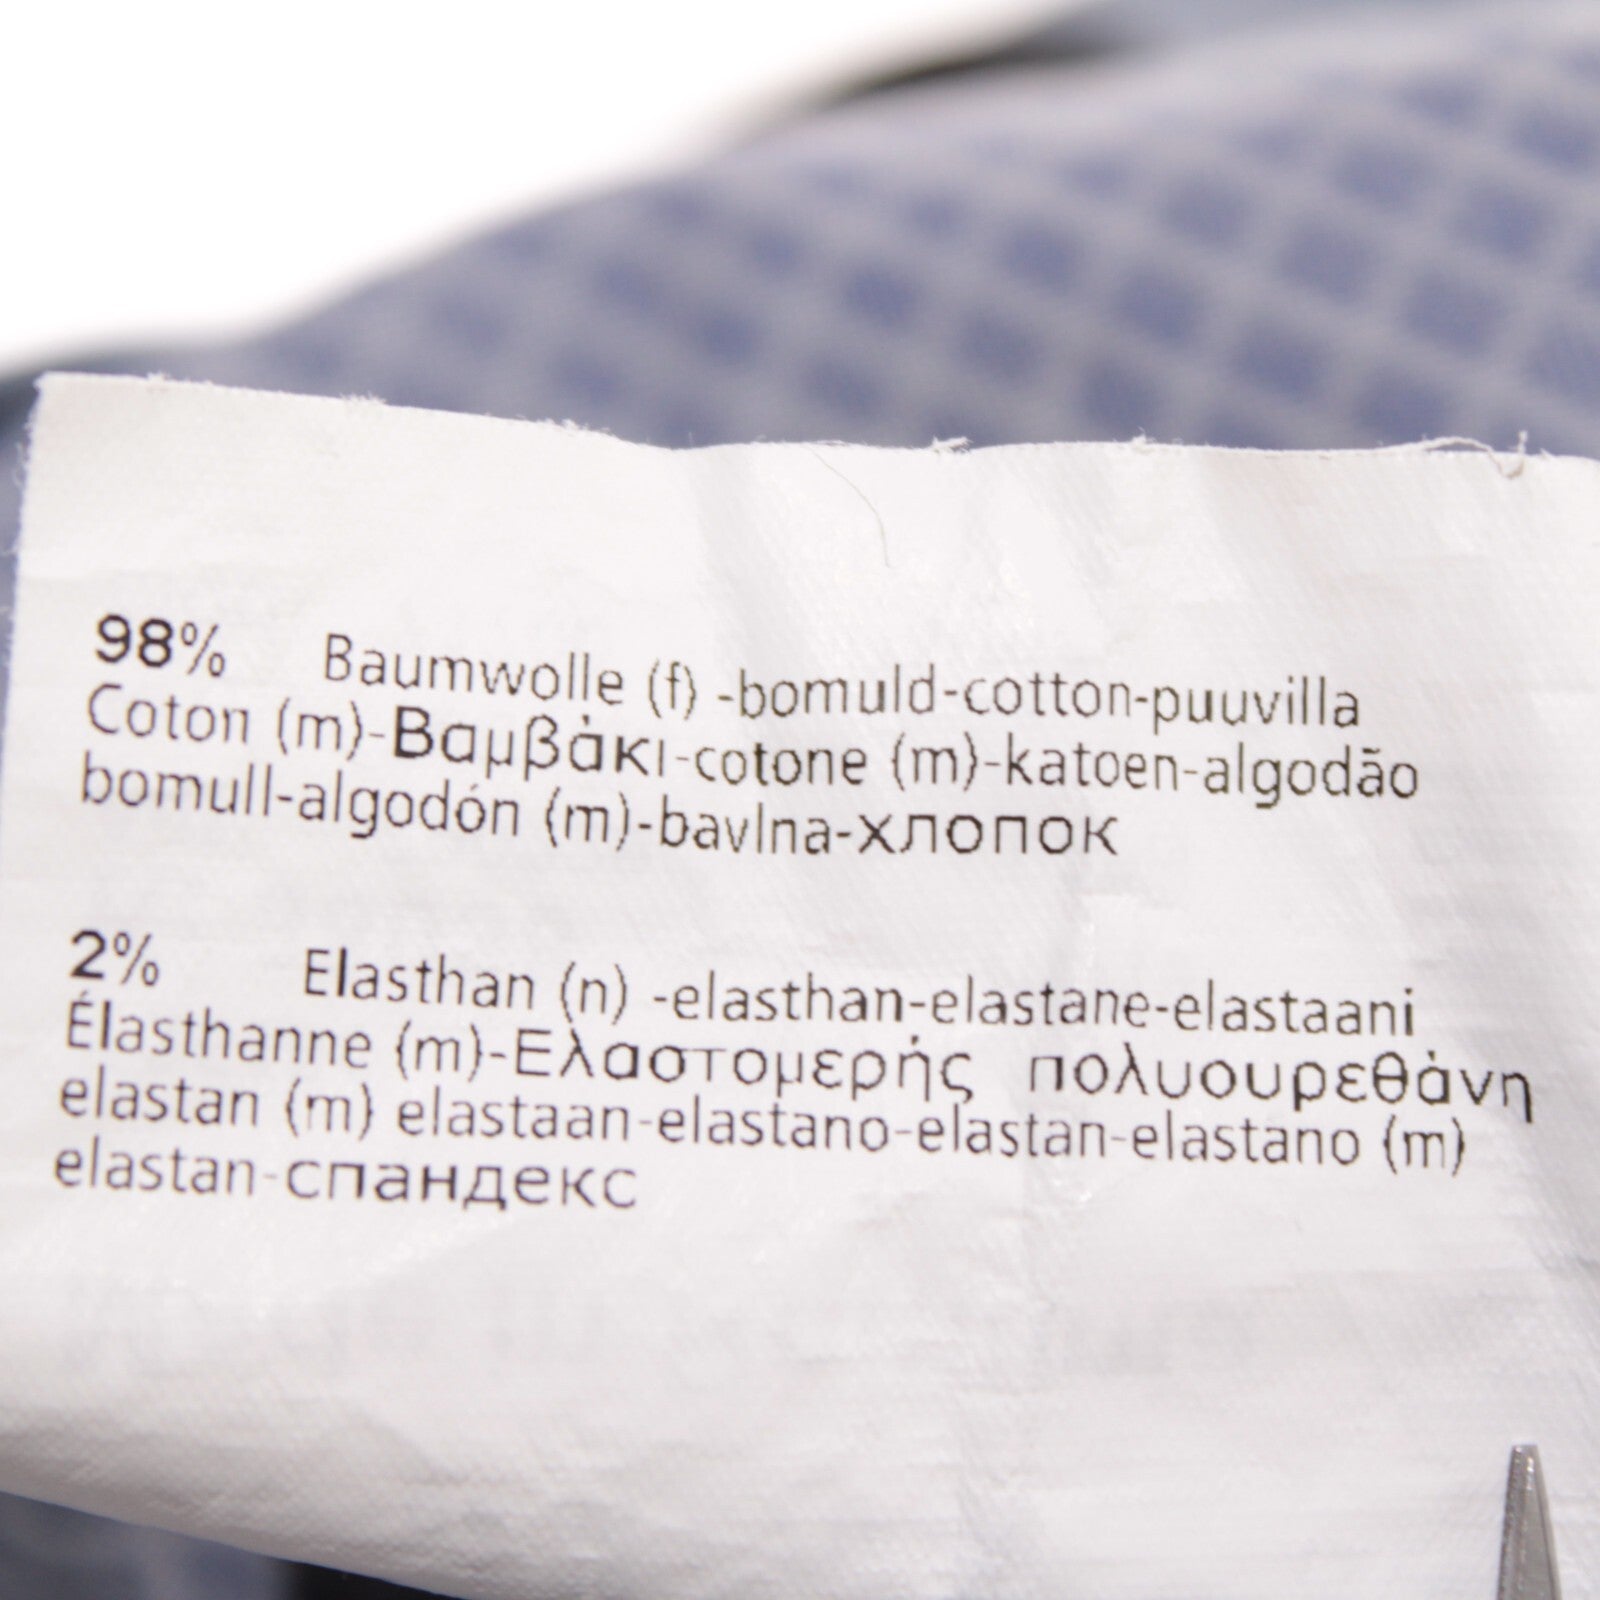 98% Baumwolle (f) -bomuld-cotton-puuvilla
Coton (m)-Βαμβάκι-cotone (m)-katoen-algodão
bomull-algodón (m)-bavlna-хлопок
2% Elasthan (n) -elasthan-elastane-elastaani
Élasthanne (m)-Ελαστομερής πολυουρεθάνη
elastan (m) elastaan-elastano-elastan-elastano (m)
elastan-спандекс